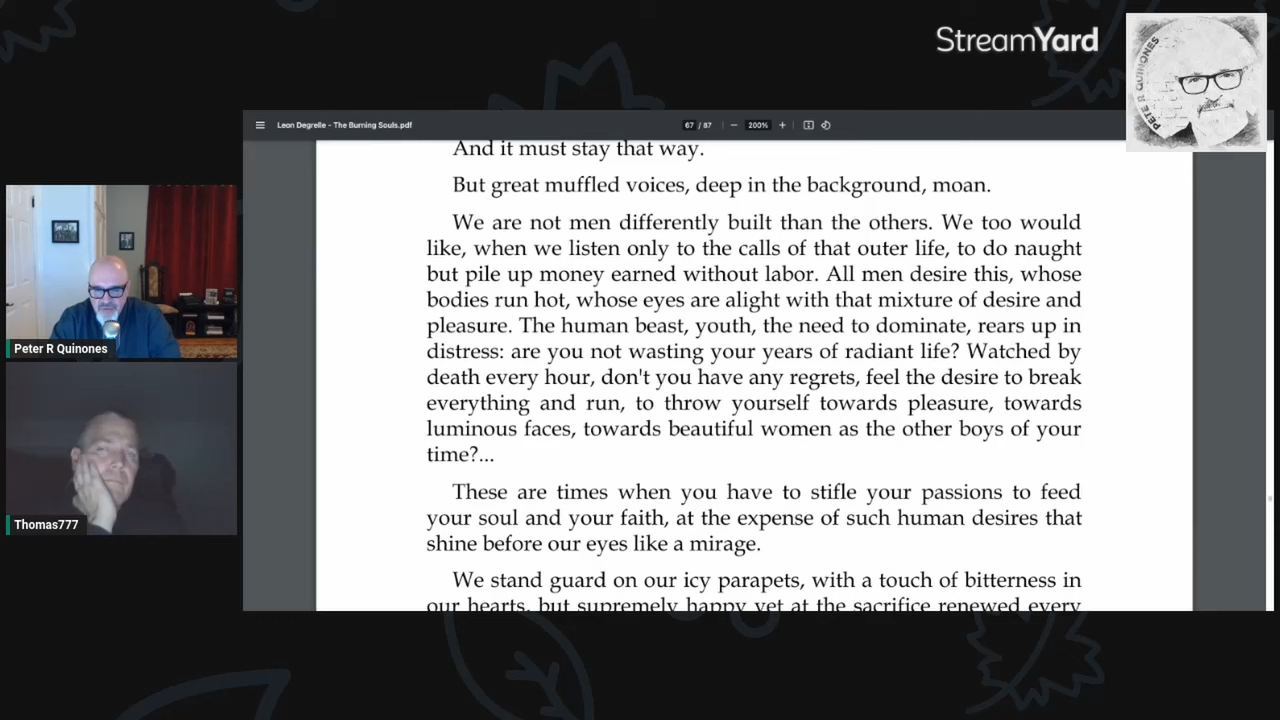 StreamYard
PETE R QUINONES
Leon Degrelle - The Burning Souls.pdf
67 / 87
200%
And it must stay that way.
But great muffled voices, deep in the background, moan.
We are not men differently built than the others. We too would
like, when we listen only to the calls of that outer life, to do naught
but pile up money earned without labor. All men desire this, whose
bodies run hot, whose eyes are alight with that mixture of desire and
pleasure. The human beast, youth, the need to dominate, rears up in
distress: are you not wasting your years of radiant life? Watched by
death every hour, don't you have any regrets, feel the desire to break
everything and run, to throw yourself towards pleasure, towards
luminous faces, towards beautiful women as the other boys of your
time?...
These are times when you have to stifle your passions to feed
your soul and your faith, at the expense of such human desires that
shine before our eyes like a mirage.
We stand guard on our icy parapets, with a touch of bitterness in
our hearts, but supremely happy yet at the sacrifice renewed every
Peter R Quinones
Thomas777